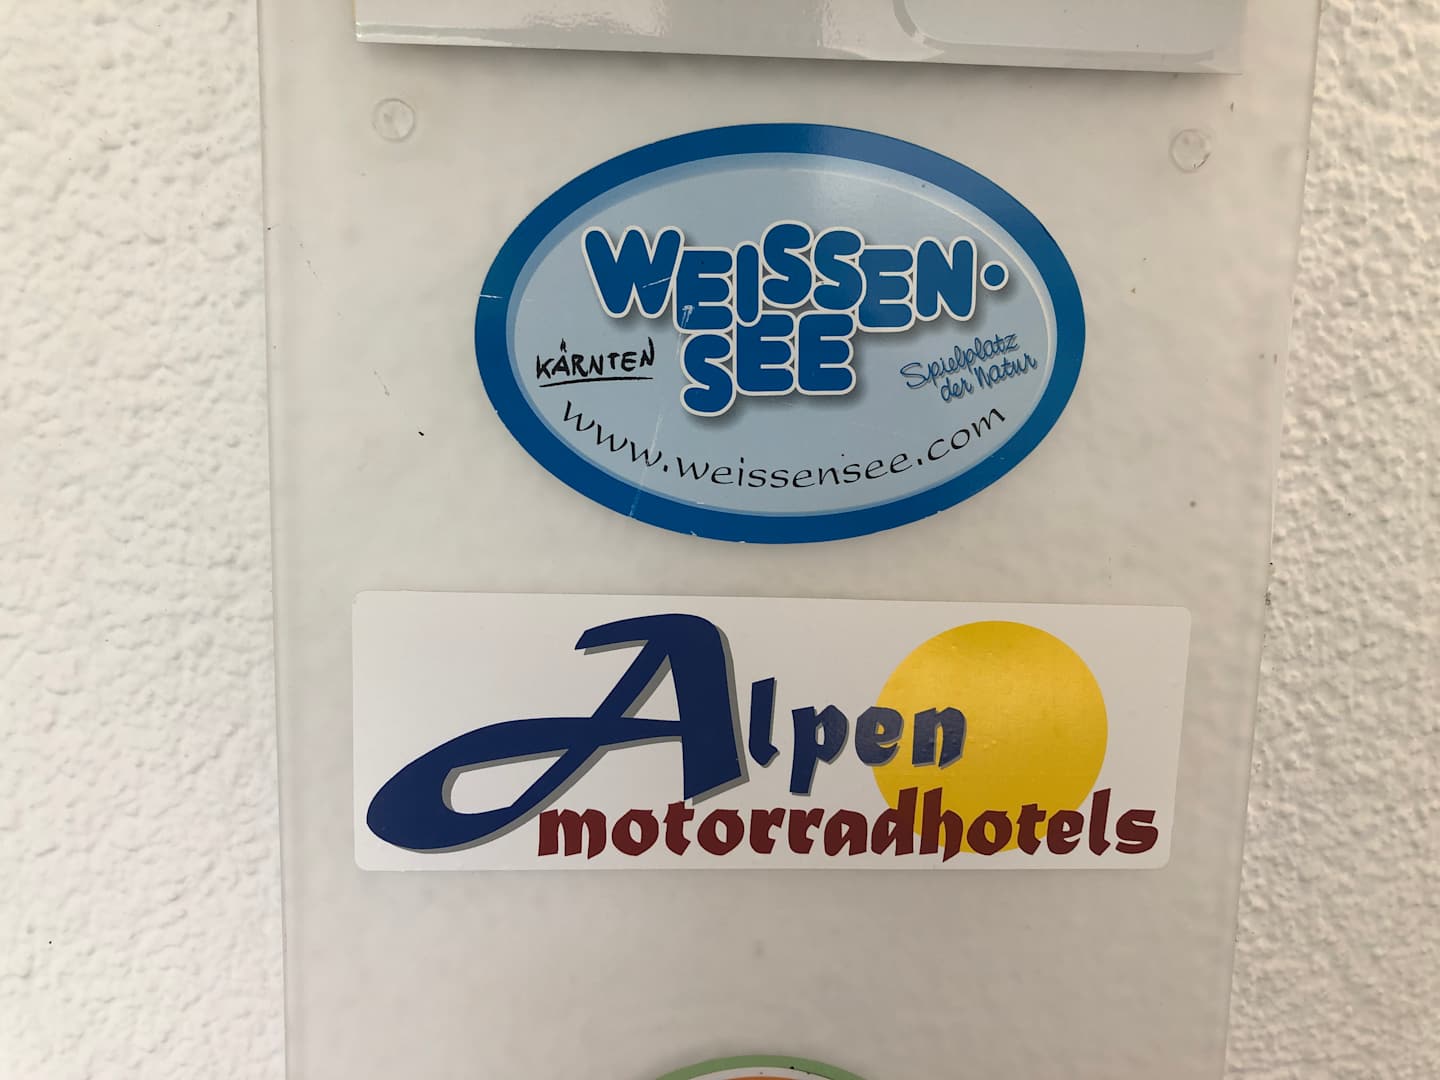 WEISSEN·
SEE
KÄRNTEN
Spielplatz
der Natur
www.weissensee.com
Alpen
motorradhotels